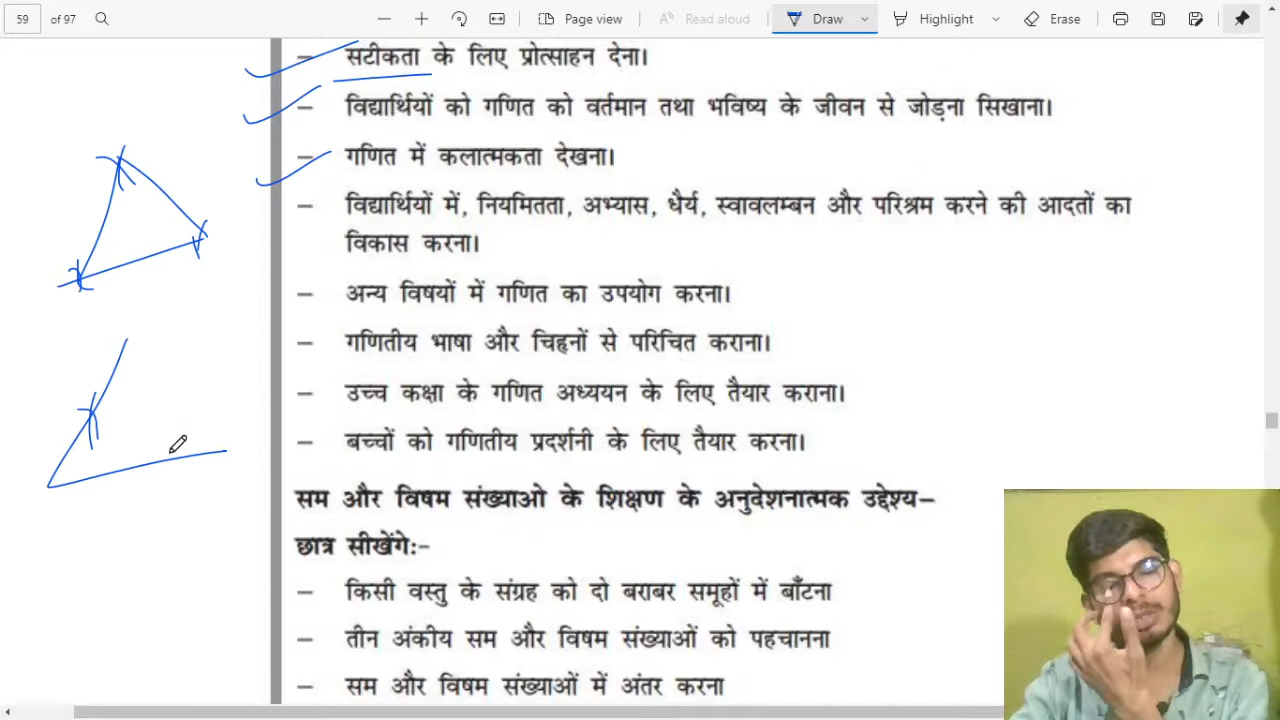 59 of 97 Page view Read aloud Draw Highlight Erase
– सटीकता के लिए प्रोत्साहन देना।
– विद्यार्थियों को गणित को वर्तमान तथा भविष्य के जीवन से जोड़ना सिखाना।
– गणित में कलात्मकता देखना।
– विद्यार्थियों में, नियमितता, अभ्यास, धैर्य, स्वावलम्बन और परिश्रम करने की आदतों का
विकास करना।
– अन्य विषयों में गणित का उपयोग करना।
– गणितीय भाषा और चिह्नों से परिचित कराना।
– उच्च कक्षा के गणित अध्ययन के लिए तैयार कराना।
– बच्चों को गणितीय प्रदर्शनी के लिए तैयार करना।
सम और विषम संख्याओ के शिक्षण के अनुदेशनात्मक उद्देश्य–
छात्र सीखेंगे:-
– किसी वस्तु के संग्रह को दो बराबर समूहों में बाँटना
– तीन अंकीय सम और विषम संख्याओं को पहचानना
– सम और विषम संख्याओं में अंतर करना